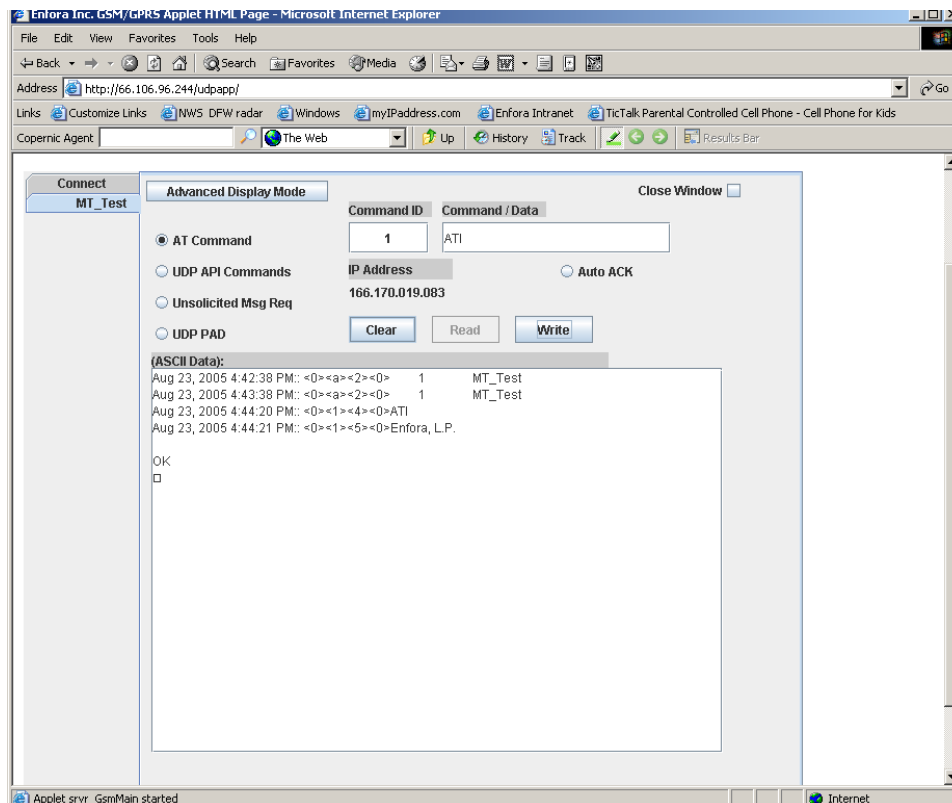 Enfora Inc. GSM/GPRS Applet HTML Page - Microsoft Internet Explorer
File Edit View Favorites Tools Help
Back Search Favorites Media
Address http://66.106.96.244/udpapp/ Go
Links Customize Links NWS DFW radar Windows myIPaddress.com Enfora Intranet TicTalk Parental Controlled Cell Phone - Cell Phone for Kids
Copernic Agent The Web Up History Track Results Bar
Connect
MT_Test
Advanced Display Mode Close Window
Command ID Command / Data
AT Command 1 ATI
UDP API Commands IP Address Auto ACK
166.170.019.083
Unsolicited Msg Req
UDP PAD Clear Read Write
(ASCII Data):
Aug 23, 2005 4:42:38 PM:: <0><a><2><0> 1 MT_Test
Aug 23, 2005 4:43:38 PM:: <0><a><2><0> 1 MT_Test
Aug 23, 2005 4:44:20 PM:: <0><1><4><0>ATI
Aug 23, 2005 4:44:21 PM:: <0><1><5><0>Enfora, L.P.
OK
Applet srvr_GsmMain started Internet